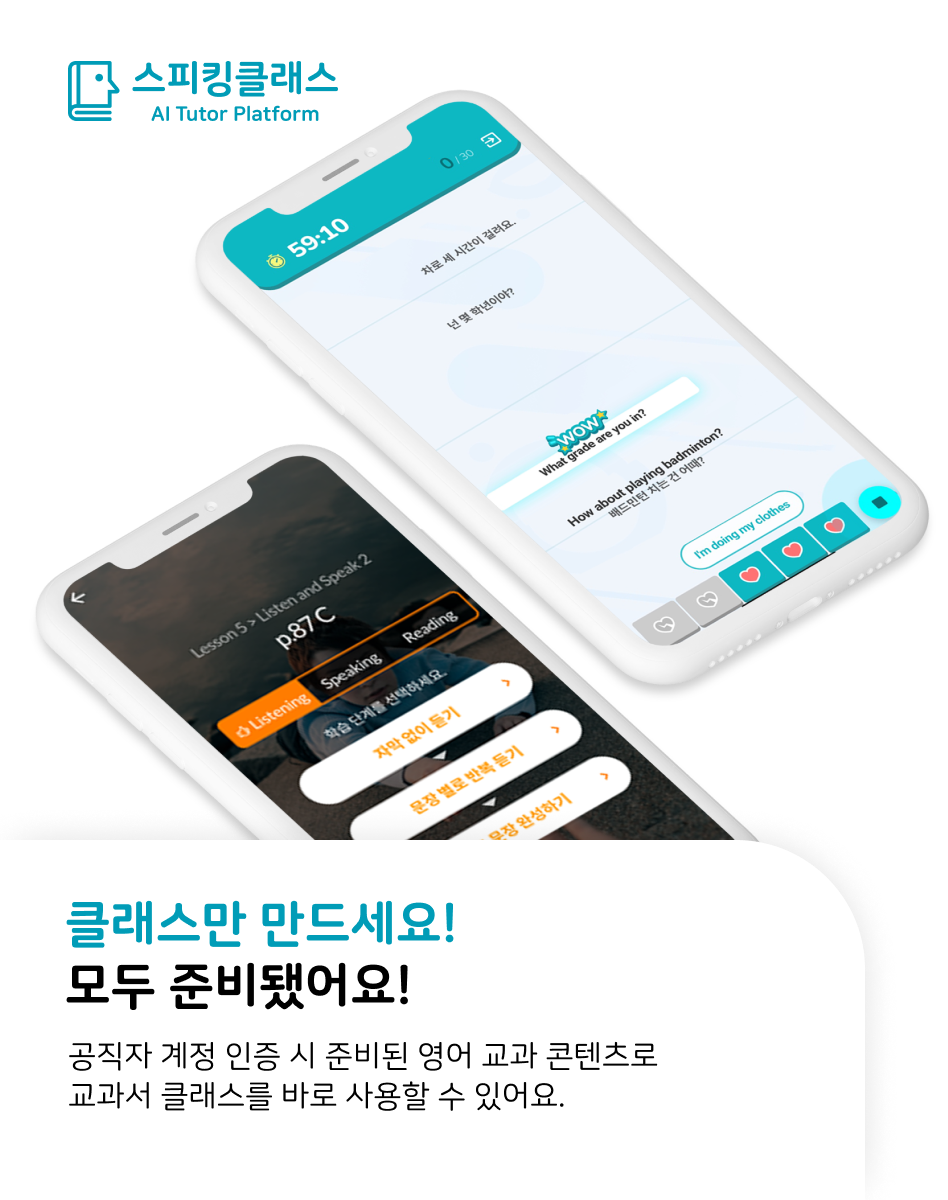 스피킹클래스
AI Tutor Platform
59:10
0 / 30
차로 세 시간이 걸려요.
넌 몇 학년이야?
WOW
What grade are you in?
How about playing badminton?
배드민턴 치는 건 어때?
I'm doing my clothes
Lesson 5 > Listen and Speak 2
p.87 C
Listening Speaking Reading
학습 단계를 선택하세요.
자막 없이 듣기
문장 별로 반복 듣기
문장 완성하기
클래스만 만드세요!
모두 준비됐어요!
공직자 계정 인증 시 준비된 영어 교과 콘텐츠로
교과서 클래스를 바로 사용할 수 있어요.